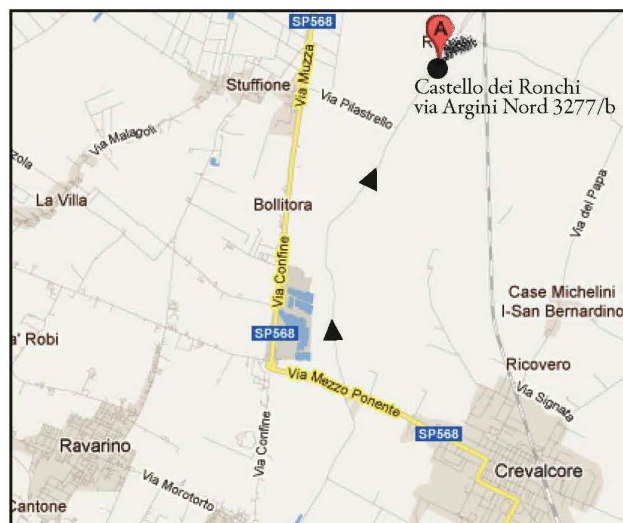 SP568
A
R
Stuffione
Via Muzza
Via Pilastrello
Castello dei Ronchi
via Argini Nord 3277/b
Via Malagoli
zola
La Villa
Bollitora
Via del Papa
Via Confine
Case Michelini
I-San Bernardino
a' Robi
SP568
Ricovero
Via Mezzo Ponente
Via Signata
SP568
Ravarino
Via Confine
Crevalcore
Via Morotorto
Cantone